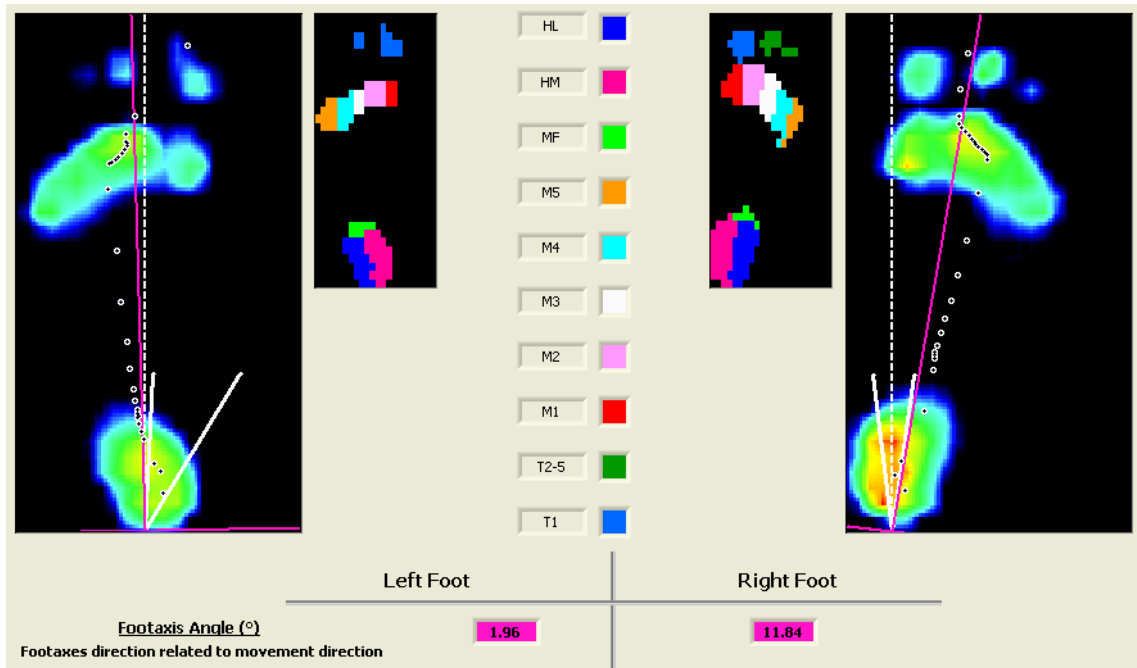 HL
HM
MF
M5
M4
M3
M2
M1
T2-5
T1
Left Foot
Right Foot
Footaxis Angle (°)
1.96
11.84
Footaxes direction related to movement direction